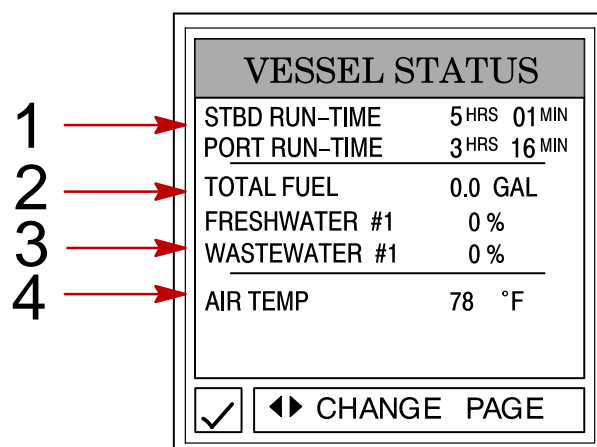 VESSEL STATUS
1
STBD RUN–TIME 5 HRS 01 MIN
PORT RUN–TIME 3 HRS 16 MIN
2
TOTAL FUEL 0.0 GAL
FRESHWATER #1 0 %
3
WASTEWATER #1 0 %
4
AIR TEMP 78 °F
CHANGE PAGE